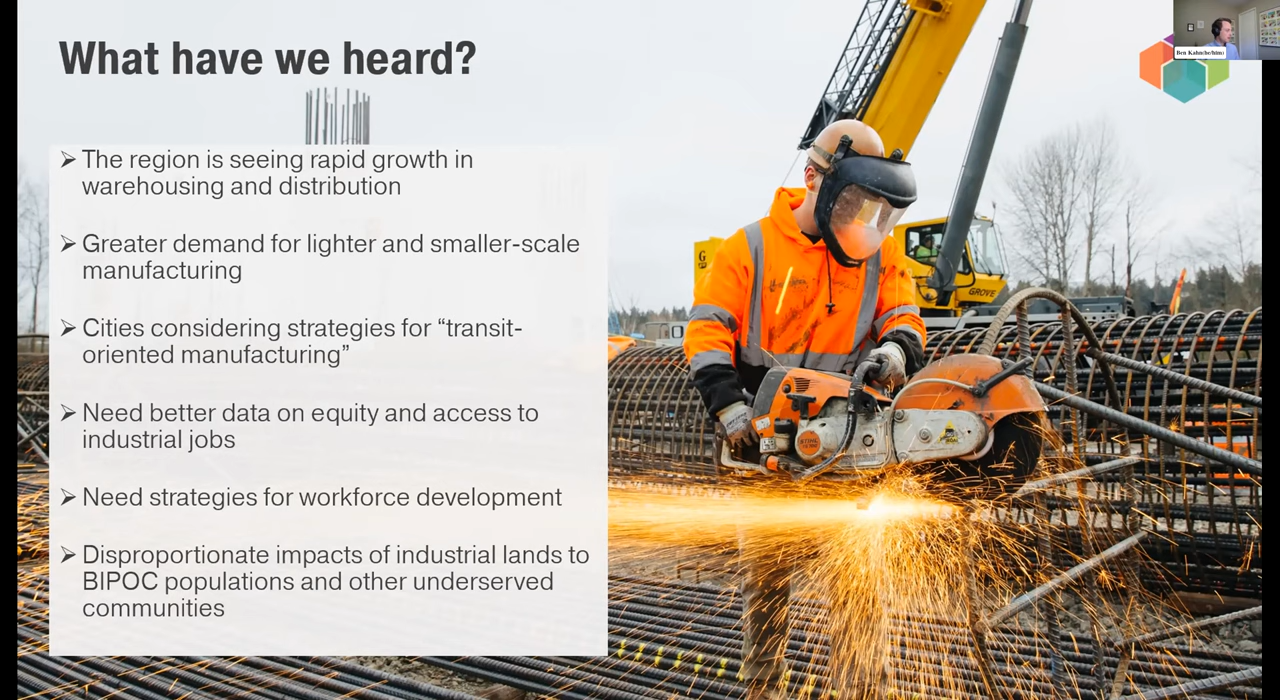 What have we heard?
Ben Kahn(he/him)
➢ The region is seeing rapid growth in
warehousing and distribution
➢ Greater demand for lighter and smaller-scale
manufacturing
➢ Cities considering strategies for “transit-
oriented manufacturing”
➢ Need better data on equity and access to
industrial jobs
➢ Need strategies for workforce development
➢ Disproportionate impacts of industrial lands to
BIPOC populations and other underserved
communities
GROVE
STIHL